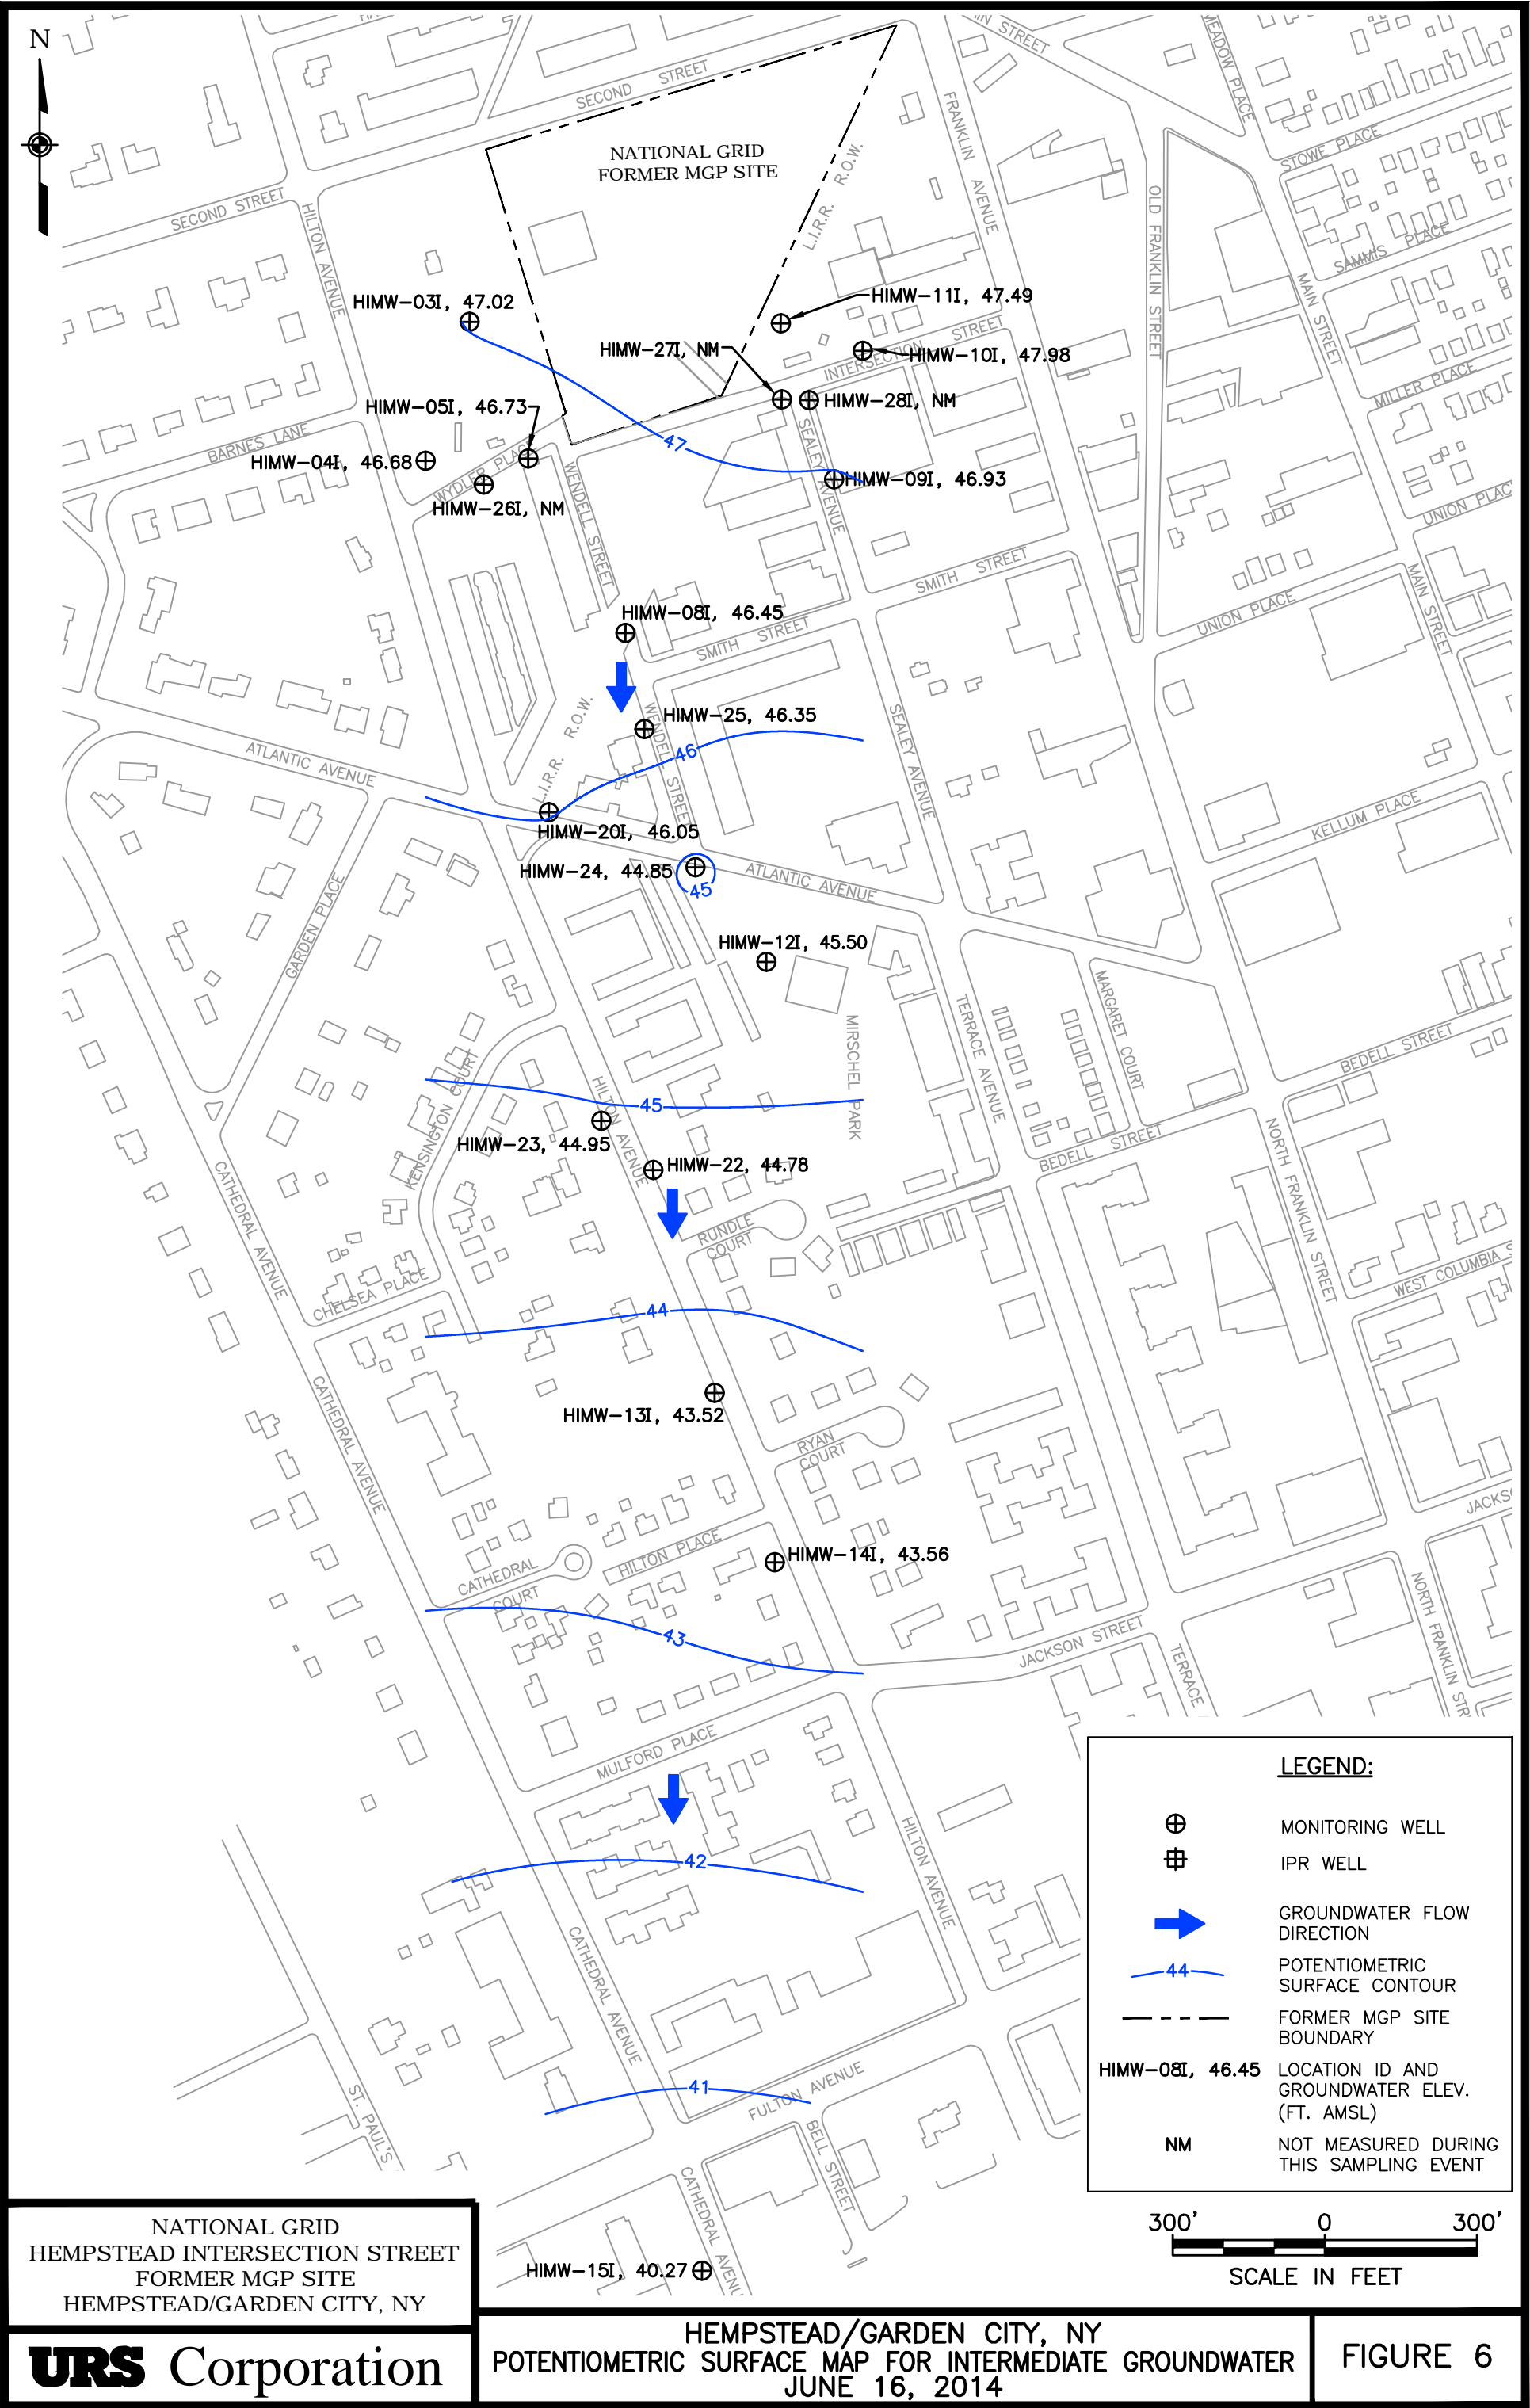 N
SECOND STREET
NATIONAL GRID
FORMER MGP SITE
L.I.R.R. R.O.W.
FRANKLIN AVENUE
STREET
MEADOW PLACE
STOWE PLACE
SAMMIS PLACE
OLD FRANKLIN STREET
MAIN STREET
SECOND STREET
HILTON AVENUE
HIMW-03I, 47.02
HIMW-11I, 47.49
HIMW-27I, NM
INTERSECTION STREET
HIMW-10I, 47.98
HIMW-28I, NM
MILLER PLACE
HIMW-05I, 46.73
BARNES LANE
HIMW-04I, 46.68
WYDLER PLACE
HIMW-26I, NM
47
SEALEY AVENUE
HIMW-09I, 46.93
WENDELL STREET
UNION PLAC
SMITH STREET
MAIN STREET
UNION PLACE
HIMW-08I, 46.45
SMITH STREET
L.I.R.R. R.O.W.
WENDELL STREET
HIMW-25, 46.35
46
SEALEY AVENUE
ATLANTIC AVENUE
HIMW-20I, 46.05
KELLUM PLACE
HIMW-24, 44.85
45
ATLANTIC AVENUE
GARDEN PLACE
HIMW-12I, 45.50
MIRSCHEL PARK
TERRACE AVENUE
MARGARET COURT
BEDELL STREET
KENSINGTON COURT
HILTON AVENUE
45
HIMW-23, 44.95
HIMW-22, 44.78
BEDELL STREET
NORTH FRANKLIN STREET
CATHEDRAL AVENUE
RUNDLE
COURT
CHELSEA PLACE
WEST COLUMBIA S
44
CATHEDRAL AVENUE
HIMW-13I, 43.52
RYAN
COURT
JACKS
HILTON PLACE
HIMW-14I, 43.56
CATHEDRAL
COURT
NORTH FRANKLIN STR
43
JACKSON STREET
TERRACE
MULFORD PLACE
HILTON AVENUE
42
CATHEDRAL AVENUE
41
FULTON AVENUE
ST. PAUL'S
BELL STREET
CATHEDRAL AVENU
HIMW-15I, 40.27
LEGEND:
MONITORING WELL
IPR WELL
GROUNDWATER FLOW
DIRECTION
44
POTENTIOMETRIC
SURFACE CONTOUR
FORMER MGP SITE
BOUNDARY
HIMW-08I, 46.45
LOCATION ID AND
GROUNDWATER ELEV.
(FT. AMSL)
NM
NOT MEASURED DURING
THIS SAMPLING EVENT
300' 0 300'
SCALE IN FEET
NATIONAL GRID
HEMPSTEAD INTERSECTION STREET
FORMER MGP SITE
HEMPSTEAD/GARDEN CITY, NY
URS Corporation
HEMPSTEAD/GARDEN CITY, NY
POTENTIOMETRIC SURFACE MAP FOR INTERMEDIATE GROUNDWATER
JUNE 16, 2014
FIGURE 6